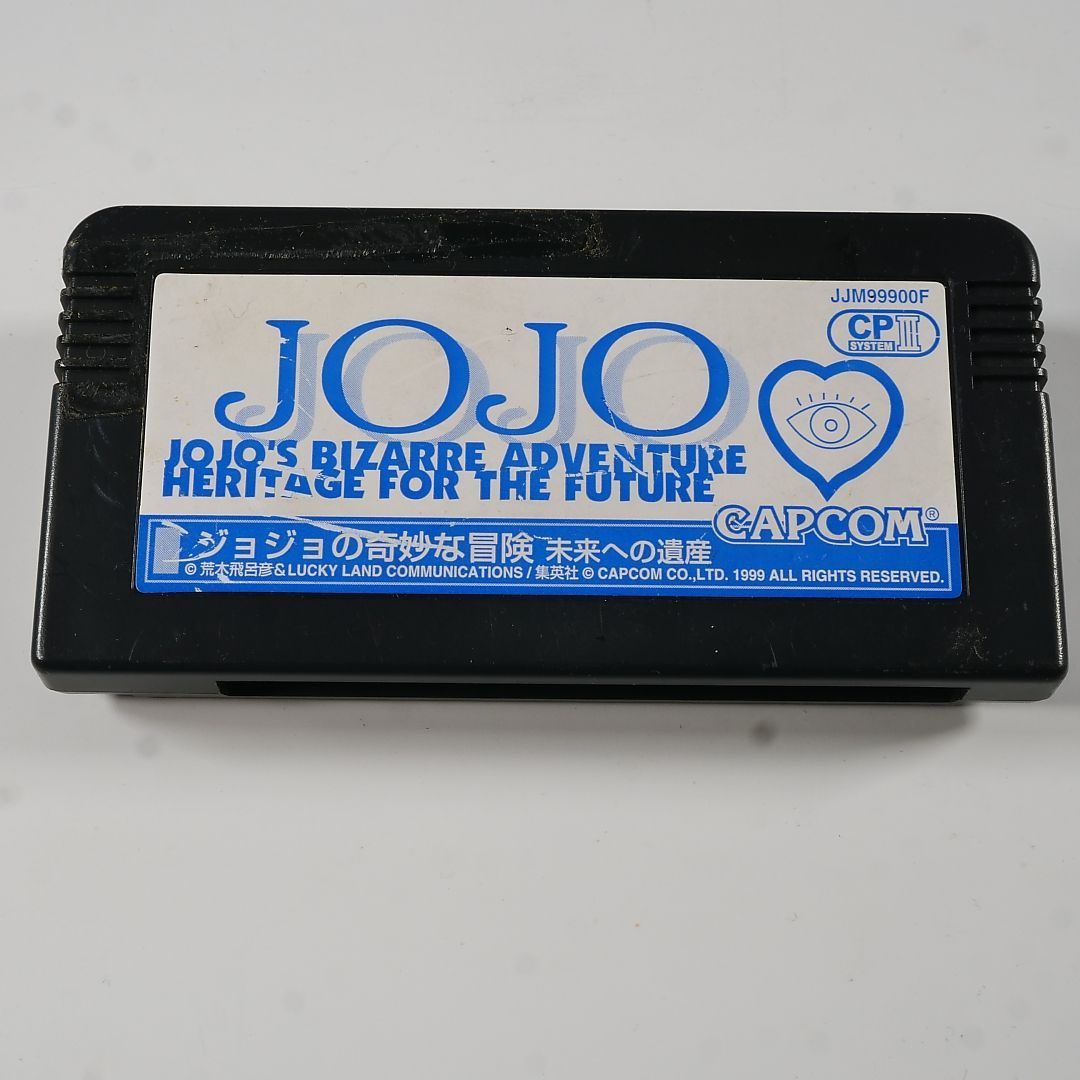 JJM99900F
CP SYSTEM III
JOJO
JOJO'S BIZARRE ADVENTURE
HERITAGE FOR THE FUTURE
CAPCOM®
ジョジョの奇妙な冒険 未来への遺産
© 荒木飛呂彦&LUCKY LAND COMMUNICATIONS / 集英社 © CAPCOM CO.,LTD. 1999 ALL RIGHTS RESERVED.